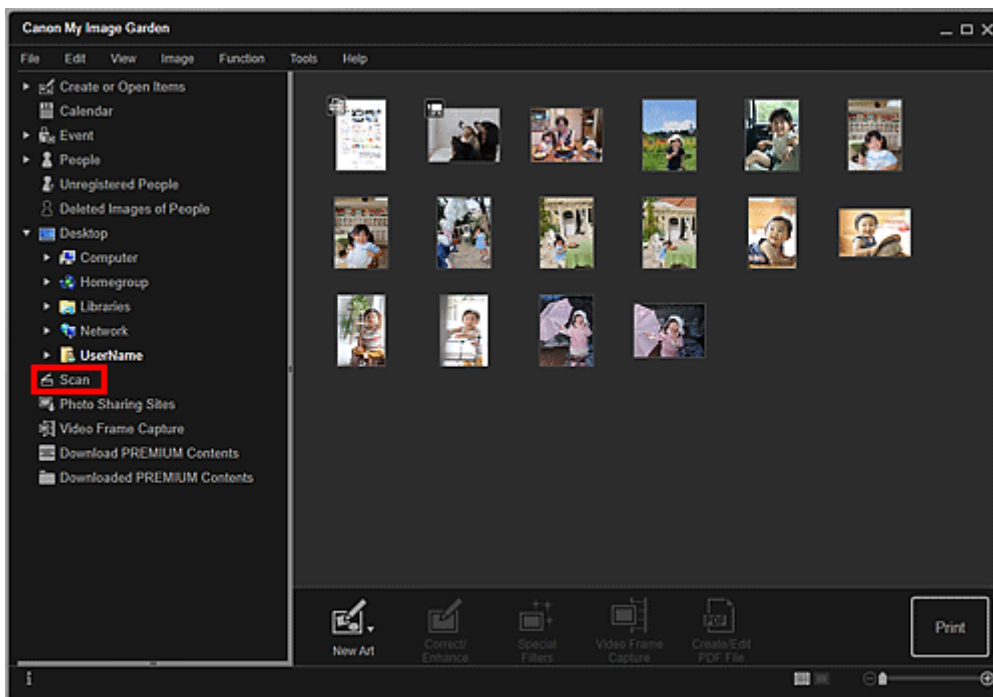 Canon My Image Garden
File Edit View Image Function Tools Help
Create or Open Items
Calendar
Event
People
Unregistered People
Deleted Images of People
Desktop
Computer
Homegroup
Libraries
Network
UserName
Scan
Photo Sharing Sites
Video Frame Capture
Download PREMIUM Contents
Downloaded PREMIUM Contents
New Art
Correct/
Enhance
Special
Filters
Video Frame
Capture
PDF
Create/Edit
PDF File
Print